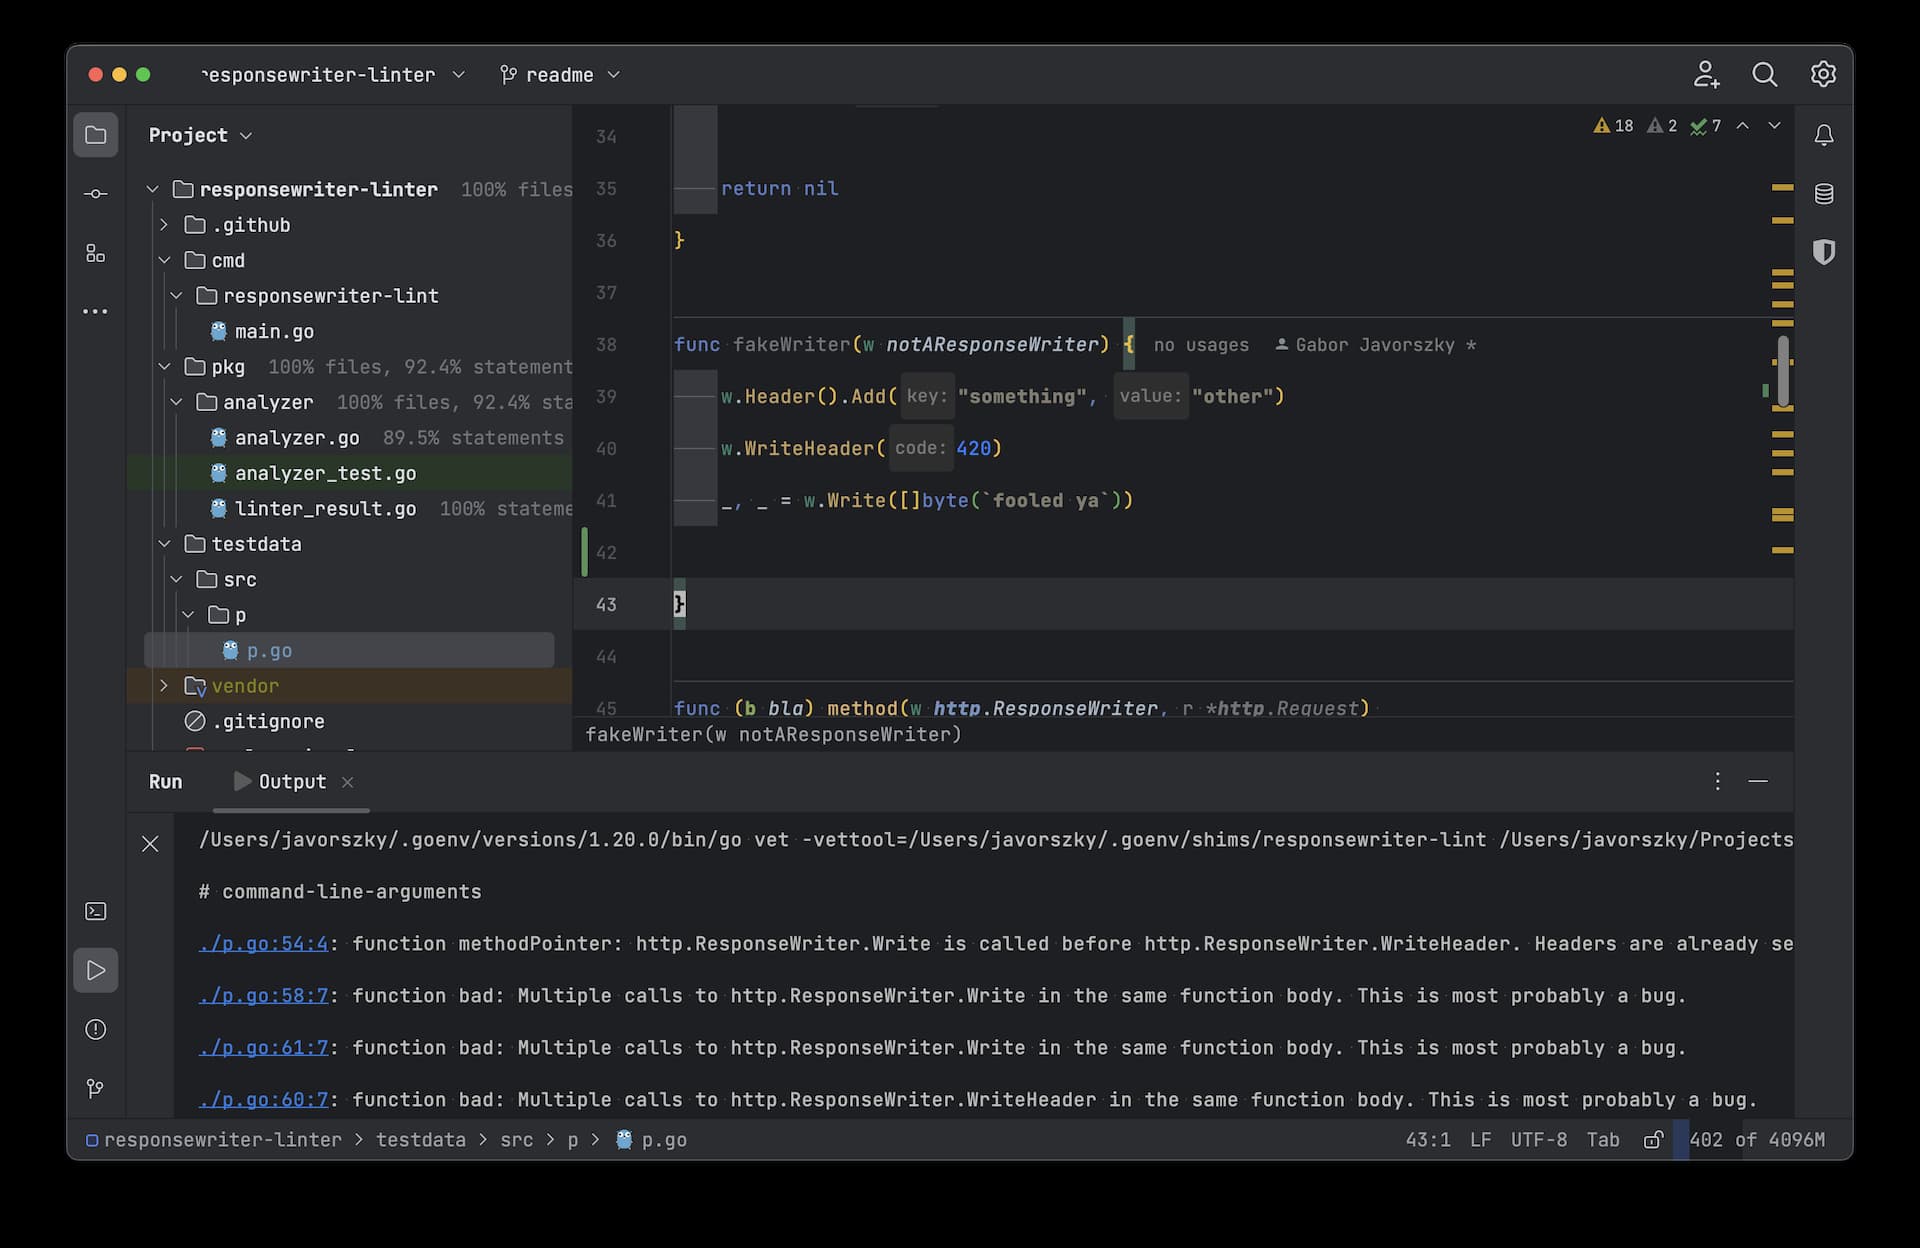 responsewriter-linter readme
Project
responsewriter-linter 100% files
.github
cmd
responsewriter-lint
main.go
pkg 100% files, 92.4% statement
analyzer 100% files, 92.4% sta
analyzer.go 89.5% statements
analyzer_test.go
linter_result.go 100% stateme
testdata
src
p
p.go
vendor
.gitignore
18 2 7
34
35 return nil
36 }
37
38 func fakeWriter(w notAResponseWriter) { no usages Gabor Javorszky *
39 w.Header().Add( key: "something", value: "other")
40 w.WriteHeader( code: 420)
41 _, _ = w.Write([]byte(`fooled ya`))
42
43 }
44
45 func (b bla) method(w http.ResponseWriter, r *http.Request)
fakeWriter(w notAResponseWriter)
Run Output
/Users/javorszky/.goenv/versions/1.20.0/bin/go vet -vettool=/Users/javorszky/.goenv/shims/responsewriter-lint /Users/javorszky/Projects
# command-line-arguments
./p.go:54:4: function methodPointer: http.ResponseWriter.Write is called before http.ResponseWriter.WriteHeader. Headers are already se
./p.go:58:7: function bad: Multiple calls to http.ResponseWriter.Write in the same function body. This is most probably a bug.
./p.go:61:7: function bad: Multiple calls to http.ResponseWriter.Write in the same function body. This is most probably a bug.
./p.go:60:7: function bad: Multiple calls to http.ResponseWriter.WriteHeader in the same function body. This is most probably a bug.
responsewriter-linter > testdata > src > p > p.go 43:1 LF UTF-8 Tab 402 of 4096M